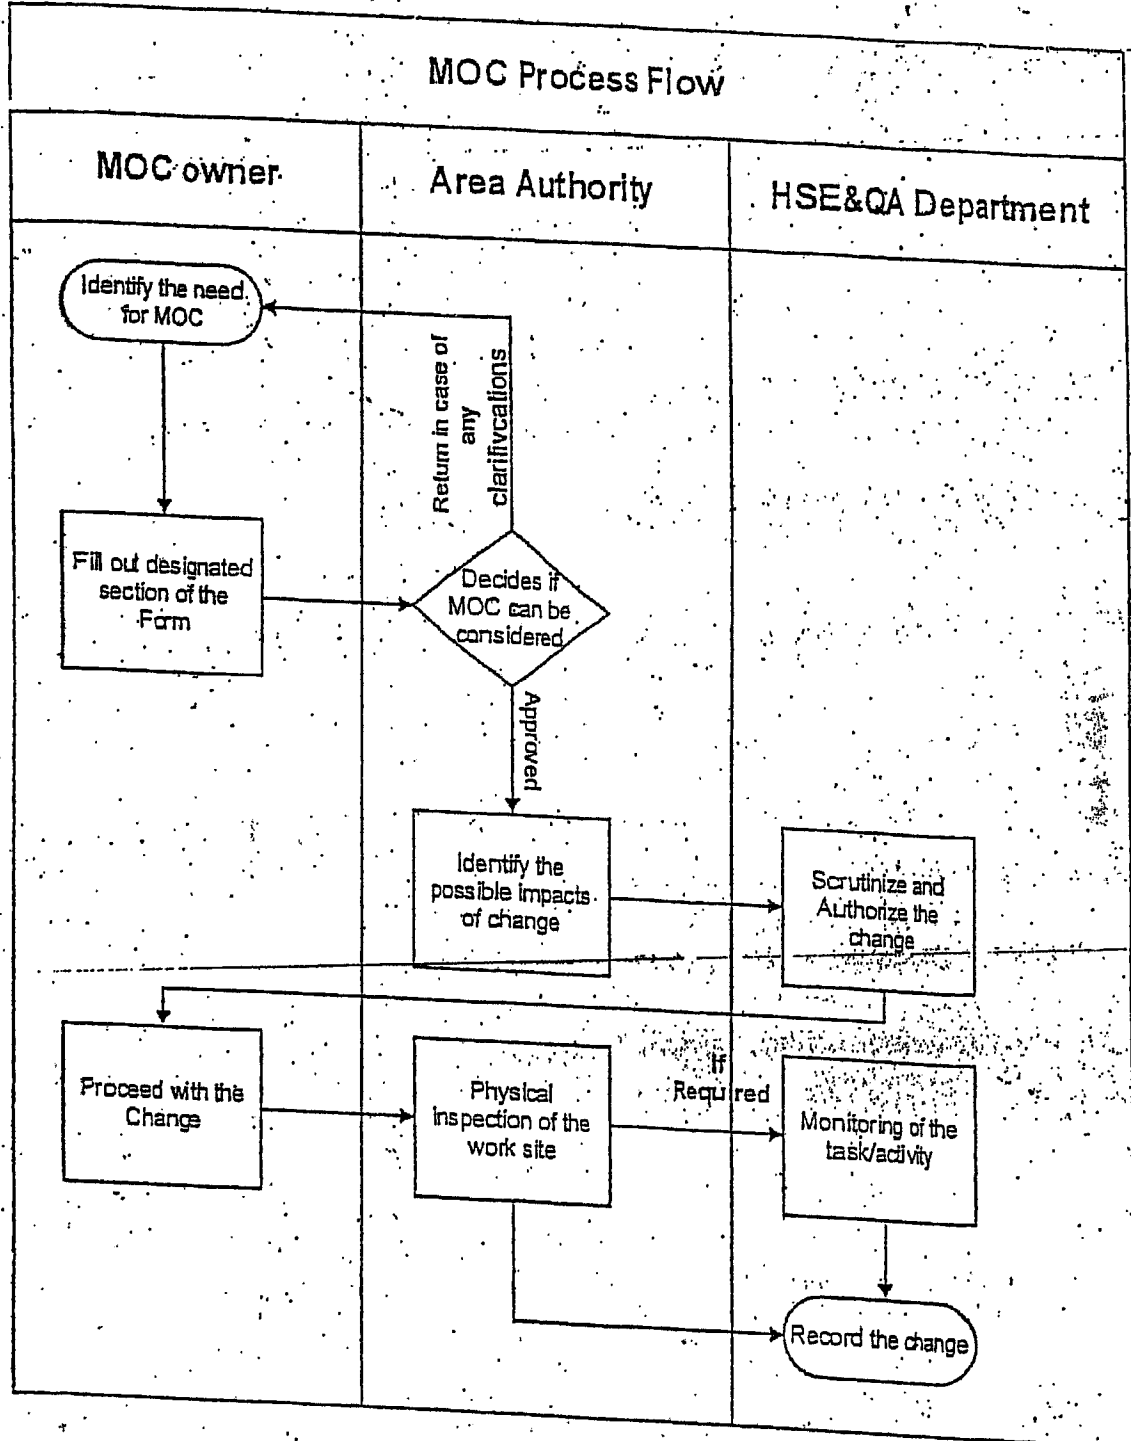 MOC Process Flow
MOC owner
Area Authority
HSE&QA Department
Identify the need
for MOC
Return in case of
any
clarifivcations
Fill out designated
section of the
Form
Decides if
MOC can be
considered
Approved
Identify the
possible impacts
of change
Scrutinize and
Authorize the
change
Proceed with the
Change
Physical
inspection of the
work site
If
Required
Monitoring of the
task/activity
Record the change